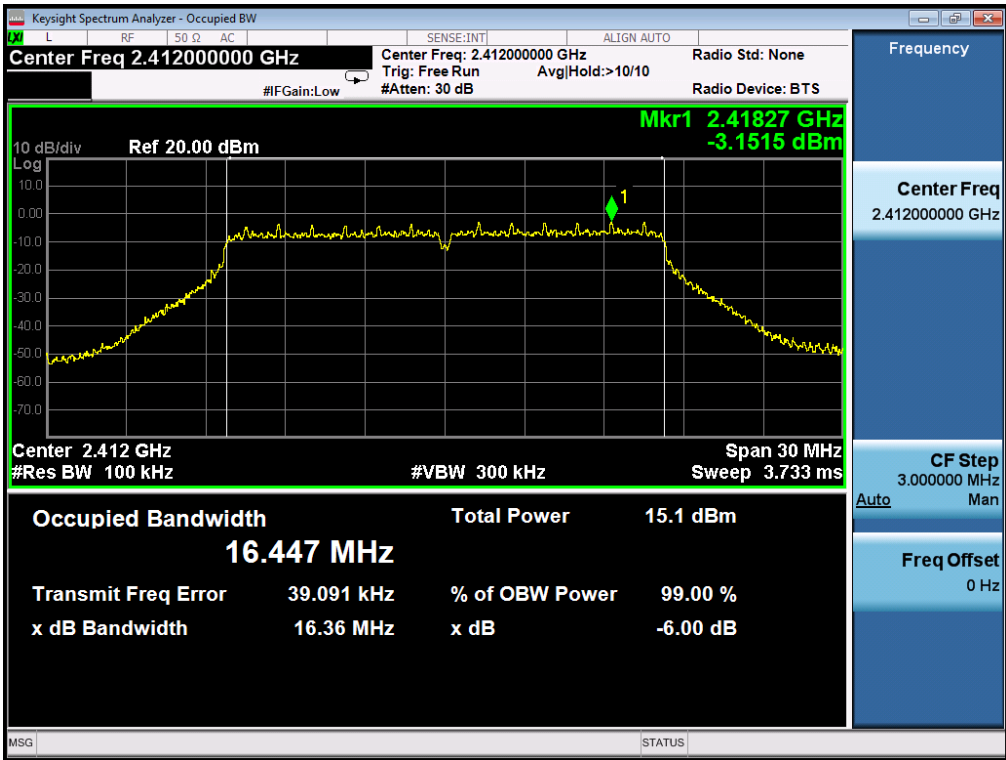 Keysight Spectrum Analyzer - Occupied BW
LXI L RF 50 Ω AC SENSE:INT ALIGN AUTO
Center Freq 2.412000000 GHz
Center Freq: 2.412000000 GHz Radio Std: None
Trig: Free Run Avg|Hold:>10/10
#IFGain:Low #Atten: 30 dB Radio Device: BTS
Mkr1 2.41827 GHz
-3.1515 dBm
10 dB/div Ref 20.00 dBm
Log
10.0
0.00
-10.0
-20.0
-30.0
-40.0
-50.0
-60.0
-70.0
1
Center 2.412 GHz Span 30 MHz
#Res BW 100 kHz #VBW 300 kHz Sweep 3.733 ms
Occupied Bandwidth Total Power 15.1 dBm
16.447 MHz
Transmit Freq Error 39.091 kHz % of OBW Power 99.00 %
x dB Bandwidth 16.36 MHz x dB -6.00 dB
Frequency
Center Freq
2.412000000 GHz
CF Step
3.000000 MHz
Auto Man
Freq Offset
0 Hz
MSG STATUS